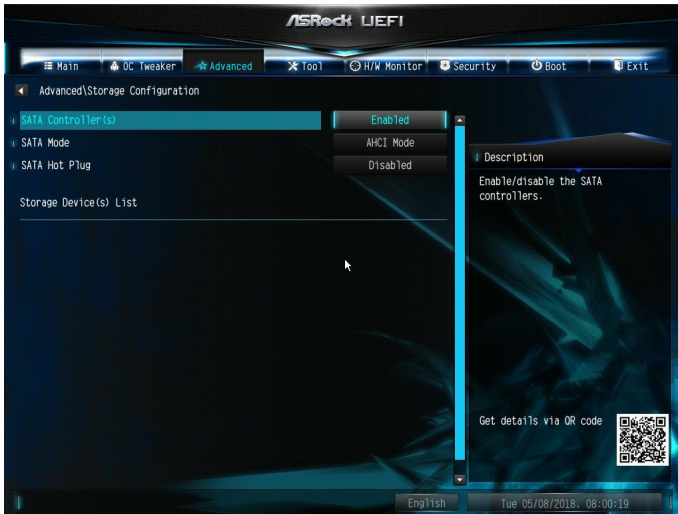 ASRock UEFI
Main
OC Tweaker
Advanced
Tool
H/W Monitor
Security
Boot
Exit
Advanced\Storage Configuration
SATA Controller(s) Enabled
SATA Mode AHCI Mode
SATA Hot Plug Disabled
Storage Device(s) List
Description
Enable/disable the SATA
controllers.
Get details via QR code
English
Tue 05/08/2018, 08:00:19